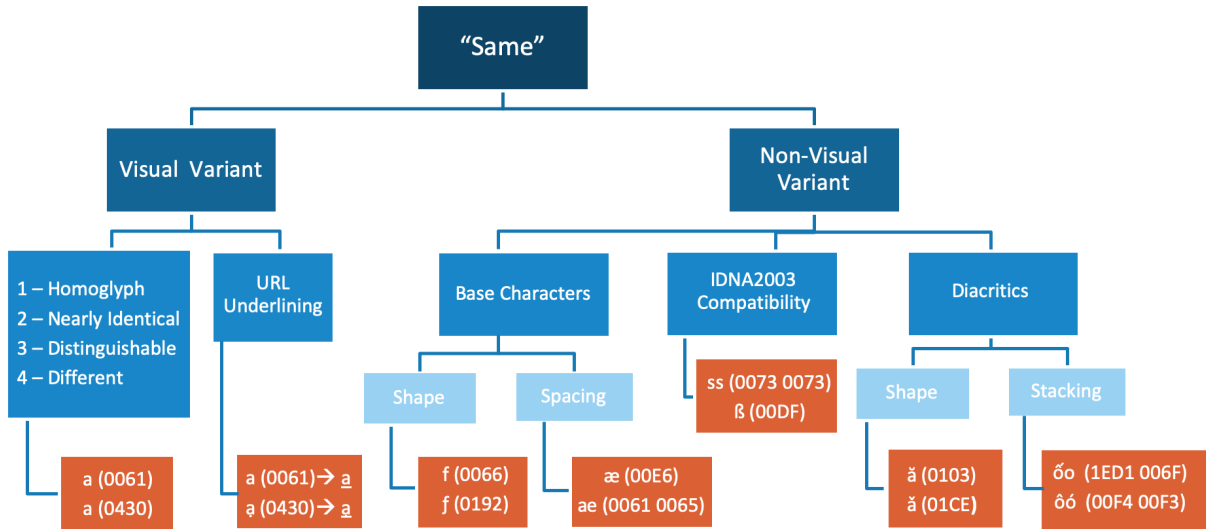 “Same”
Visual Variant
Non-Visual
Variant
1 – Homoglyph
2 – Nearly Identical
3 – Distinguishable
4 – Different
URL
Underlining
Base Characters
IDNA2003
Compatibility
Diacritics
Shape
Spacing
ss (0073 0073)
ß (00DF)
Shape
Stacking
a (0061)
а (0430)
a (0061)→ a
ạ (0430)→ a
f (0066)
ƒ (0192)
æ (00E6)
ae (0061 0065)
ă (0103)
ǎ (01CE)
ốo (1ED1 006F)
ôó (00F4 00F3)